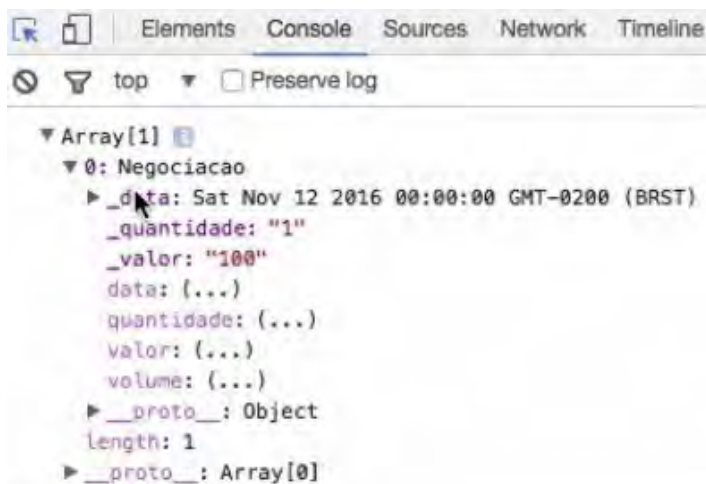 Elements Console Sources Network Timeline
top ▼ Preserve log
▼ Array[1]
▼ 0: Negociacao
▶ _data: Sat Nov 12 2016 00:00:00 GMT-0200 (BRST)
_quantidade: "1"
_valor: "100"
data: (...)
quantidade: (...)
valor: (...)
volume: (...)
▶ __proto__: Object
length: 1
▶ __proto__: Array[0]